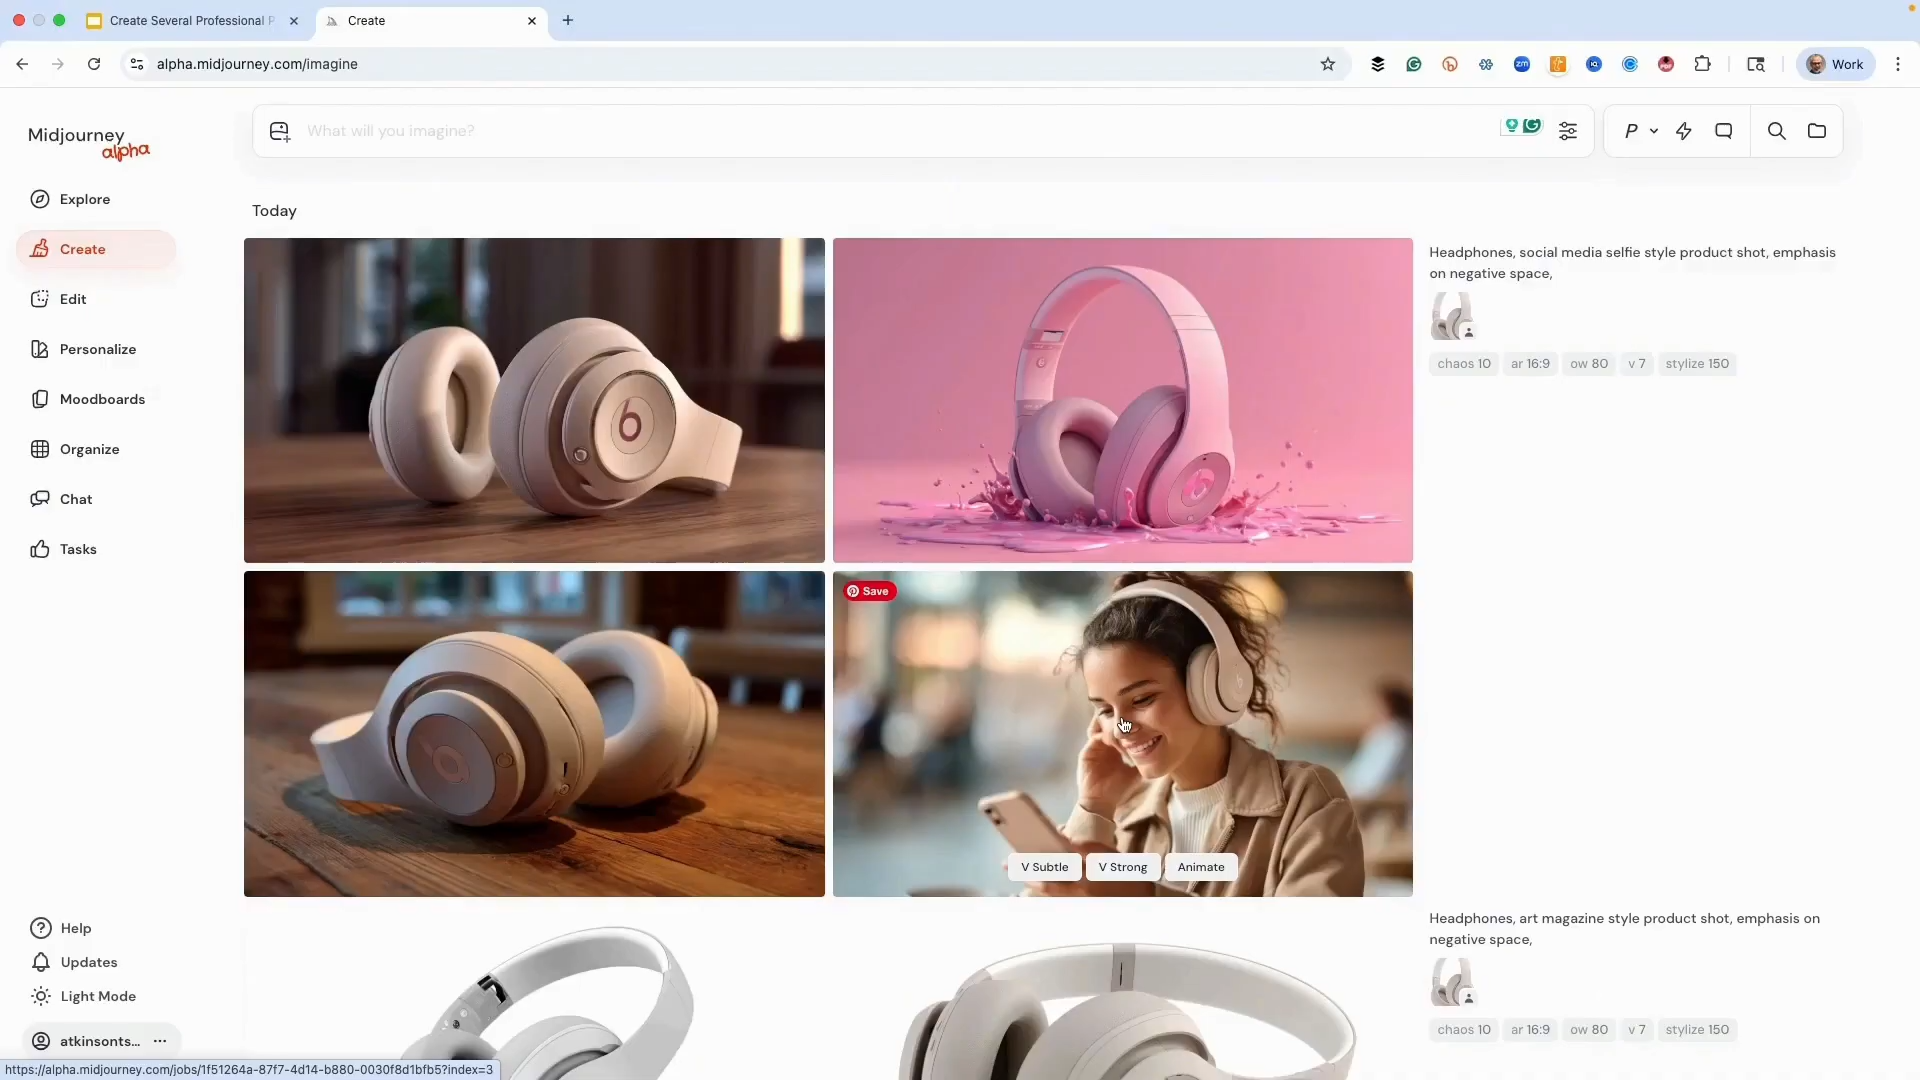 Create Several Professional P
Create
alpha.midjourney.com/imagine
Work
Midjourney
alpha
What will you imagine?
P
Explore
Create
Edit
Personalize
Moodboards
Organize
Chat
Tasks
Today
Headphones, social media selfie style product shot, emphasis
on negative space,
chaos 10
ar 16:9
ow 80
v 7
stylize 150
Save
V Subtle
V Strong
Animate
Headphones, art magazine style product shot, emphasis on
negative space,
chaos 10
ar 16:9
ow 80
v 7
stylize 150
Help
Updates
Light Mode
atkinsonts...
https://alpha.midjourney.com/jobs/1f51264a-87f7-4d14-b880-0030f8d1bfb5?index=3